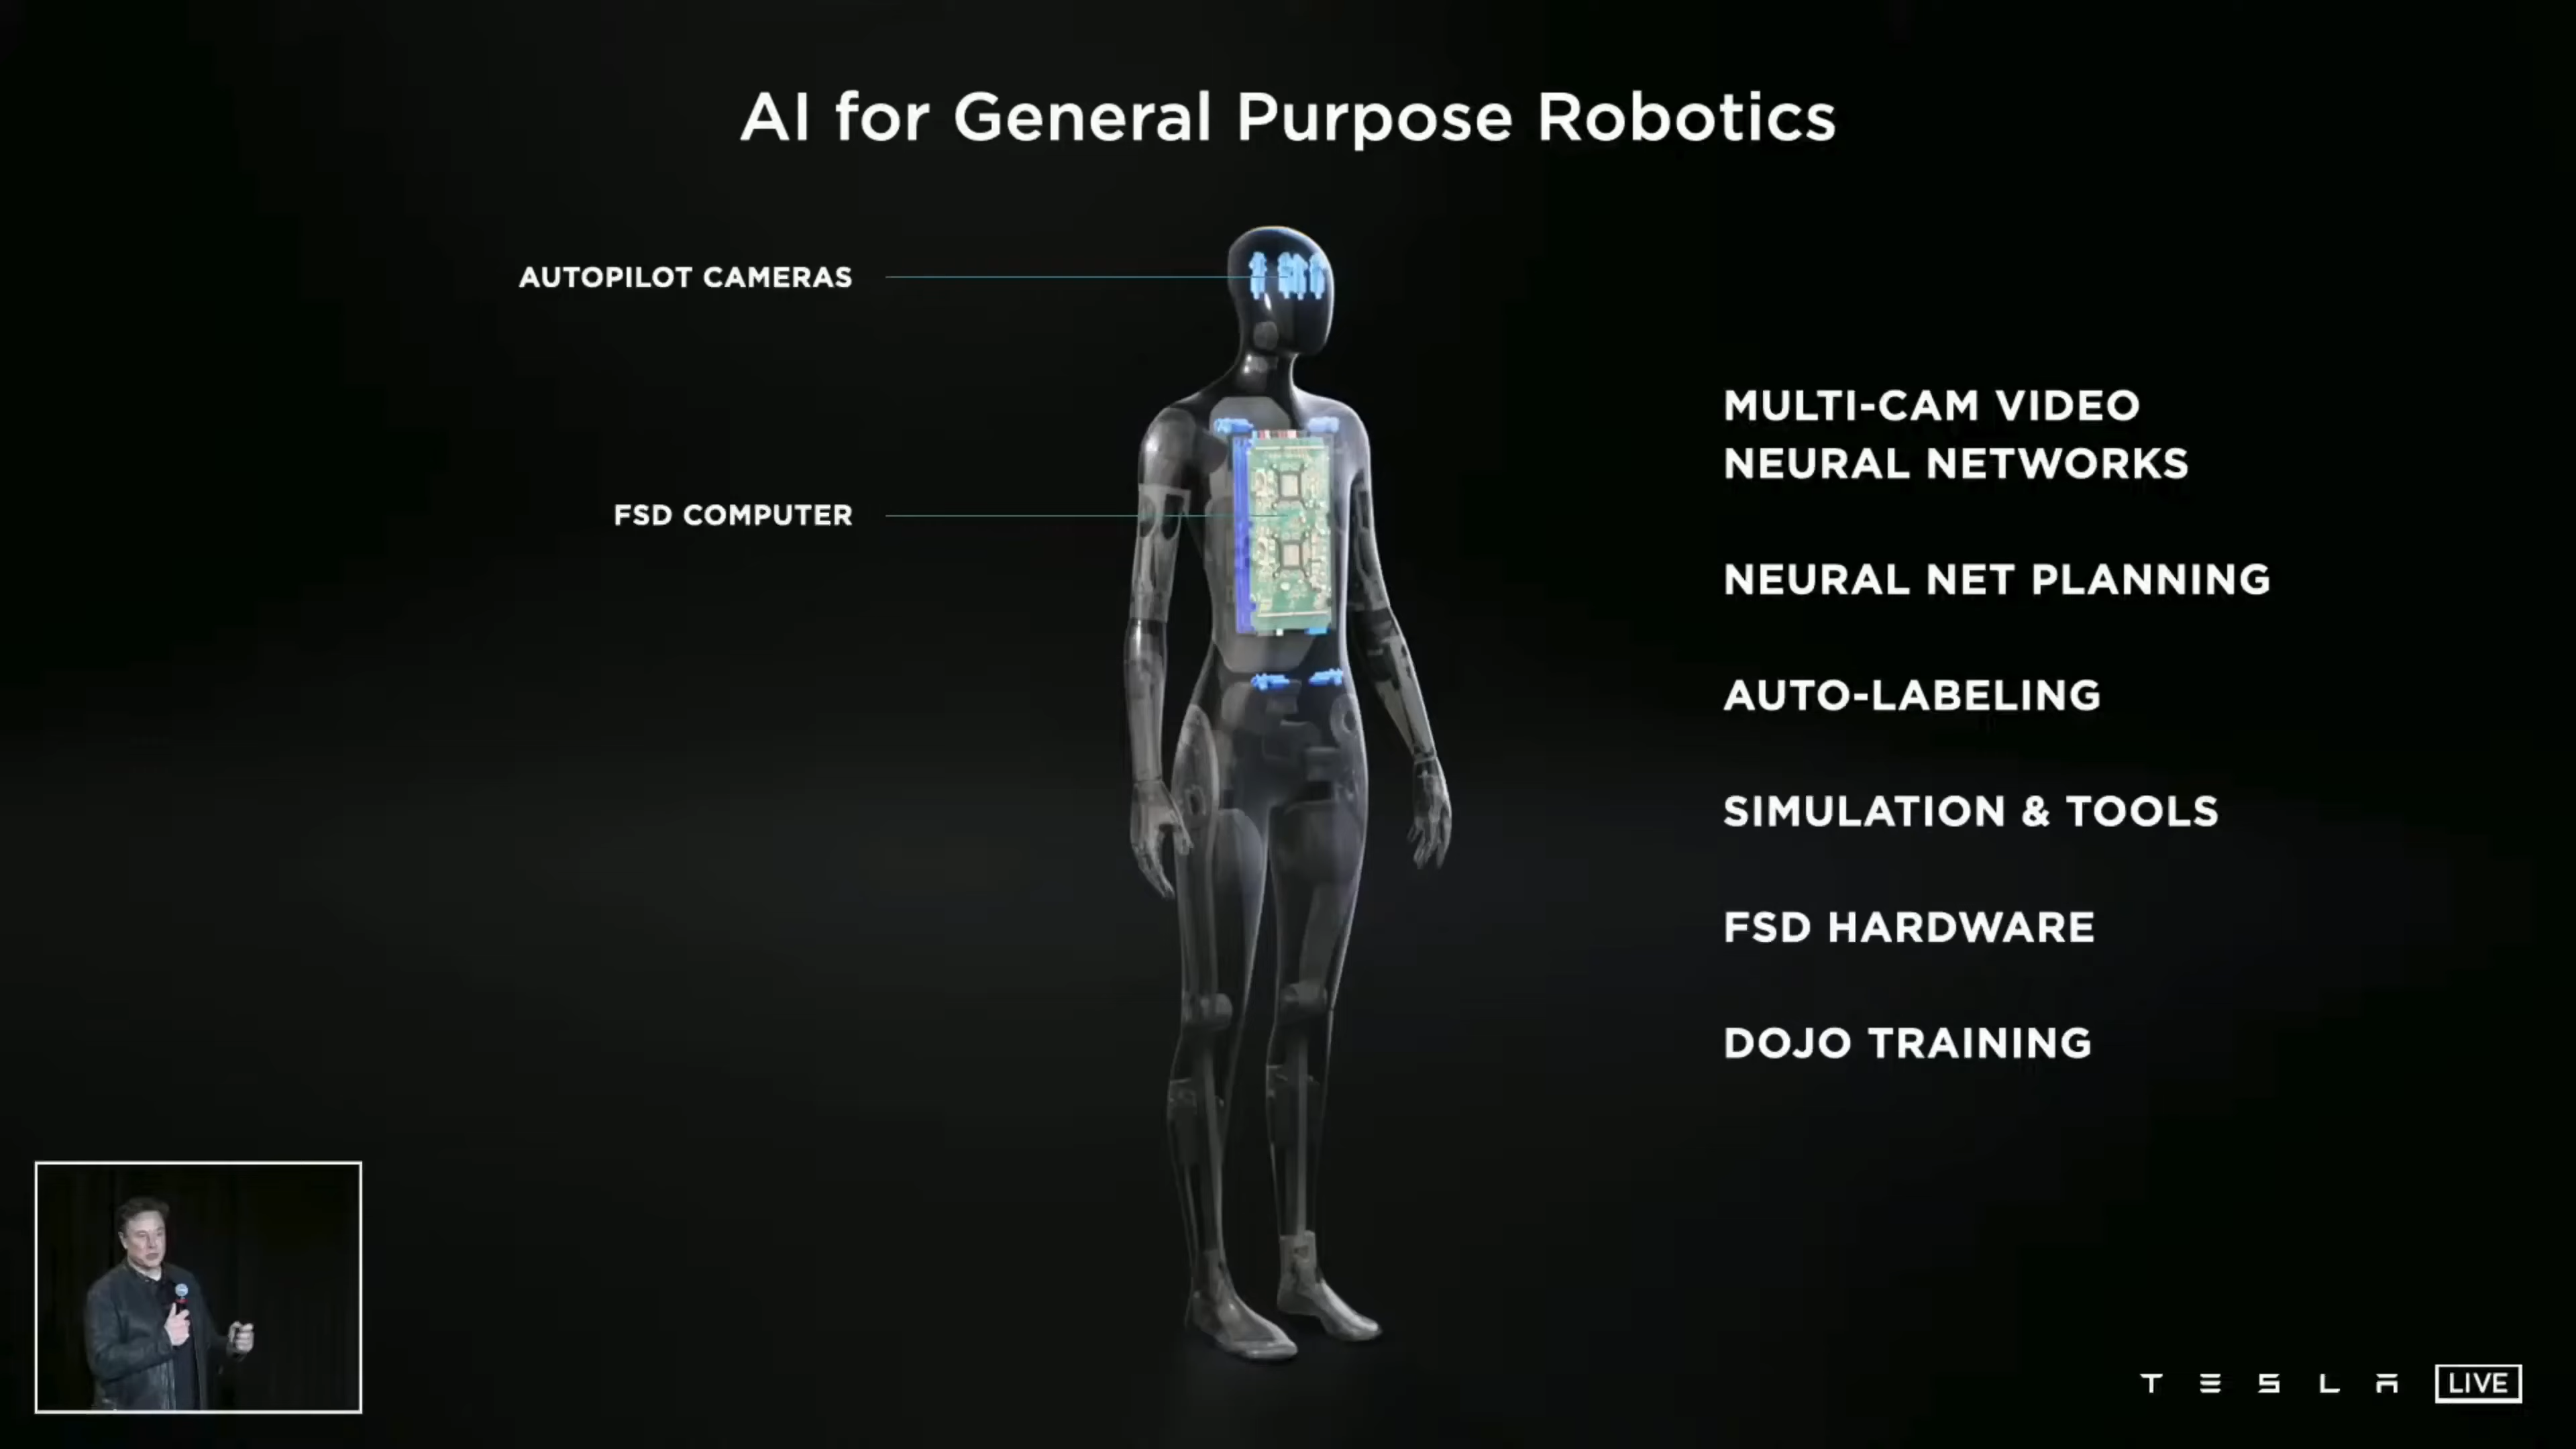 AI for General Purpose Robotics
AUTOPILOT CAMERAS
FSD COMPUTER
MULTI-CAM VIDEO
NEURAL NETWORKS
NEURAL NET PLANNING
AUTO-LABELING
SIMULATION & TOOLS
FSD HARDWARE
DOJO TRAINING
TESLA LIVE